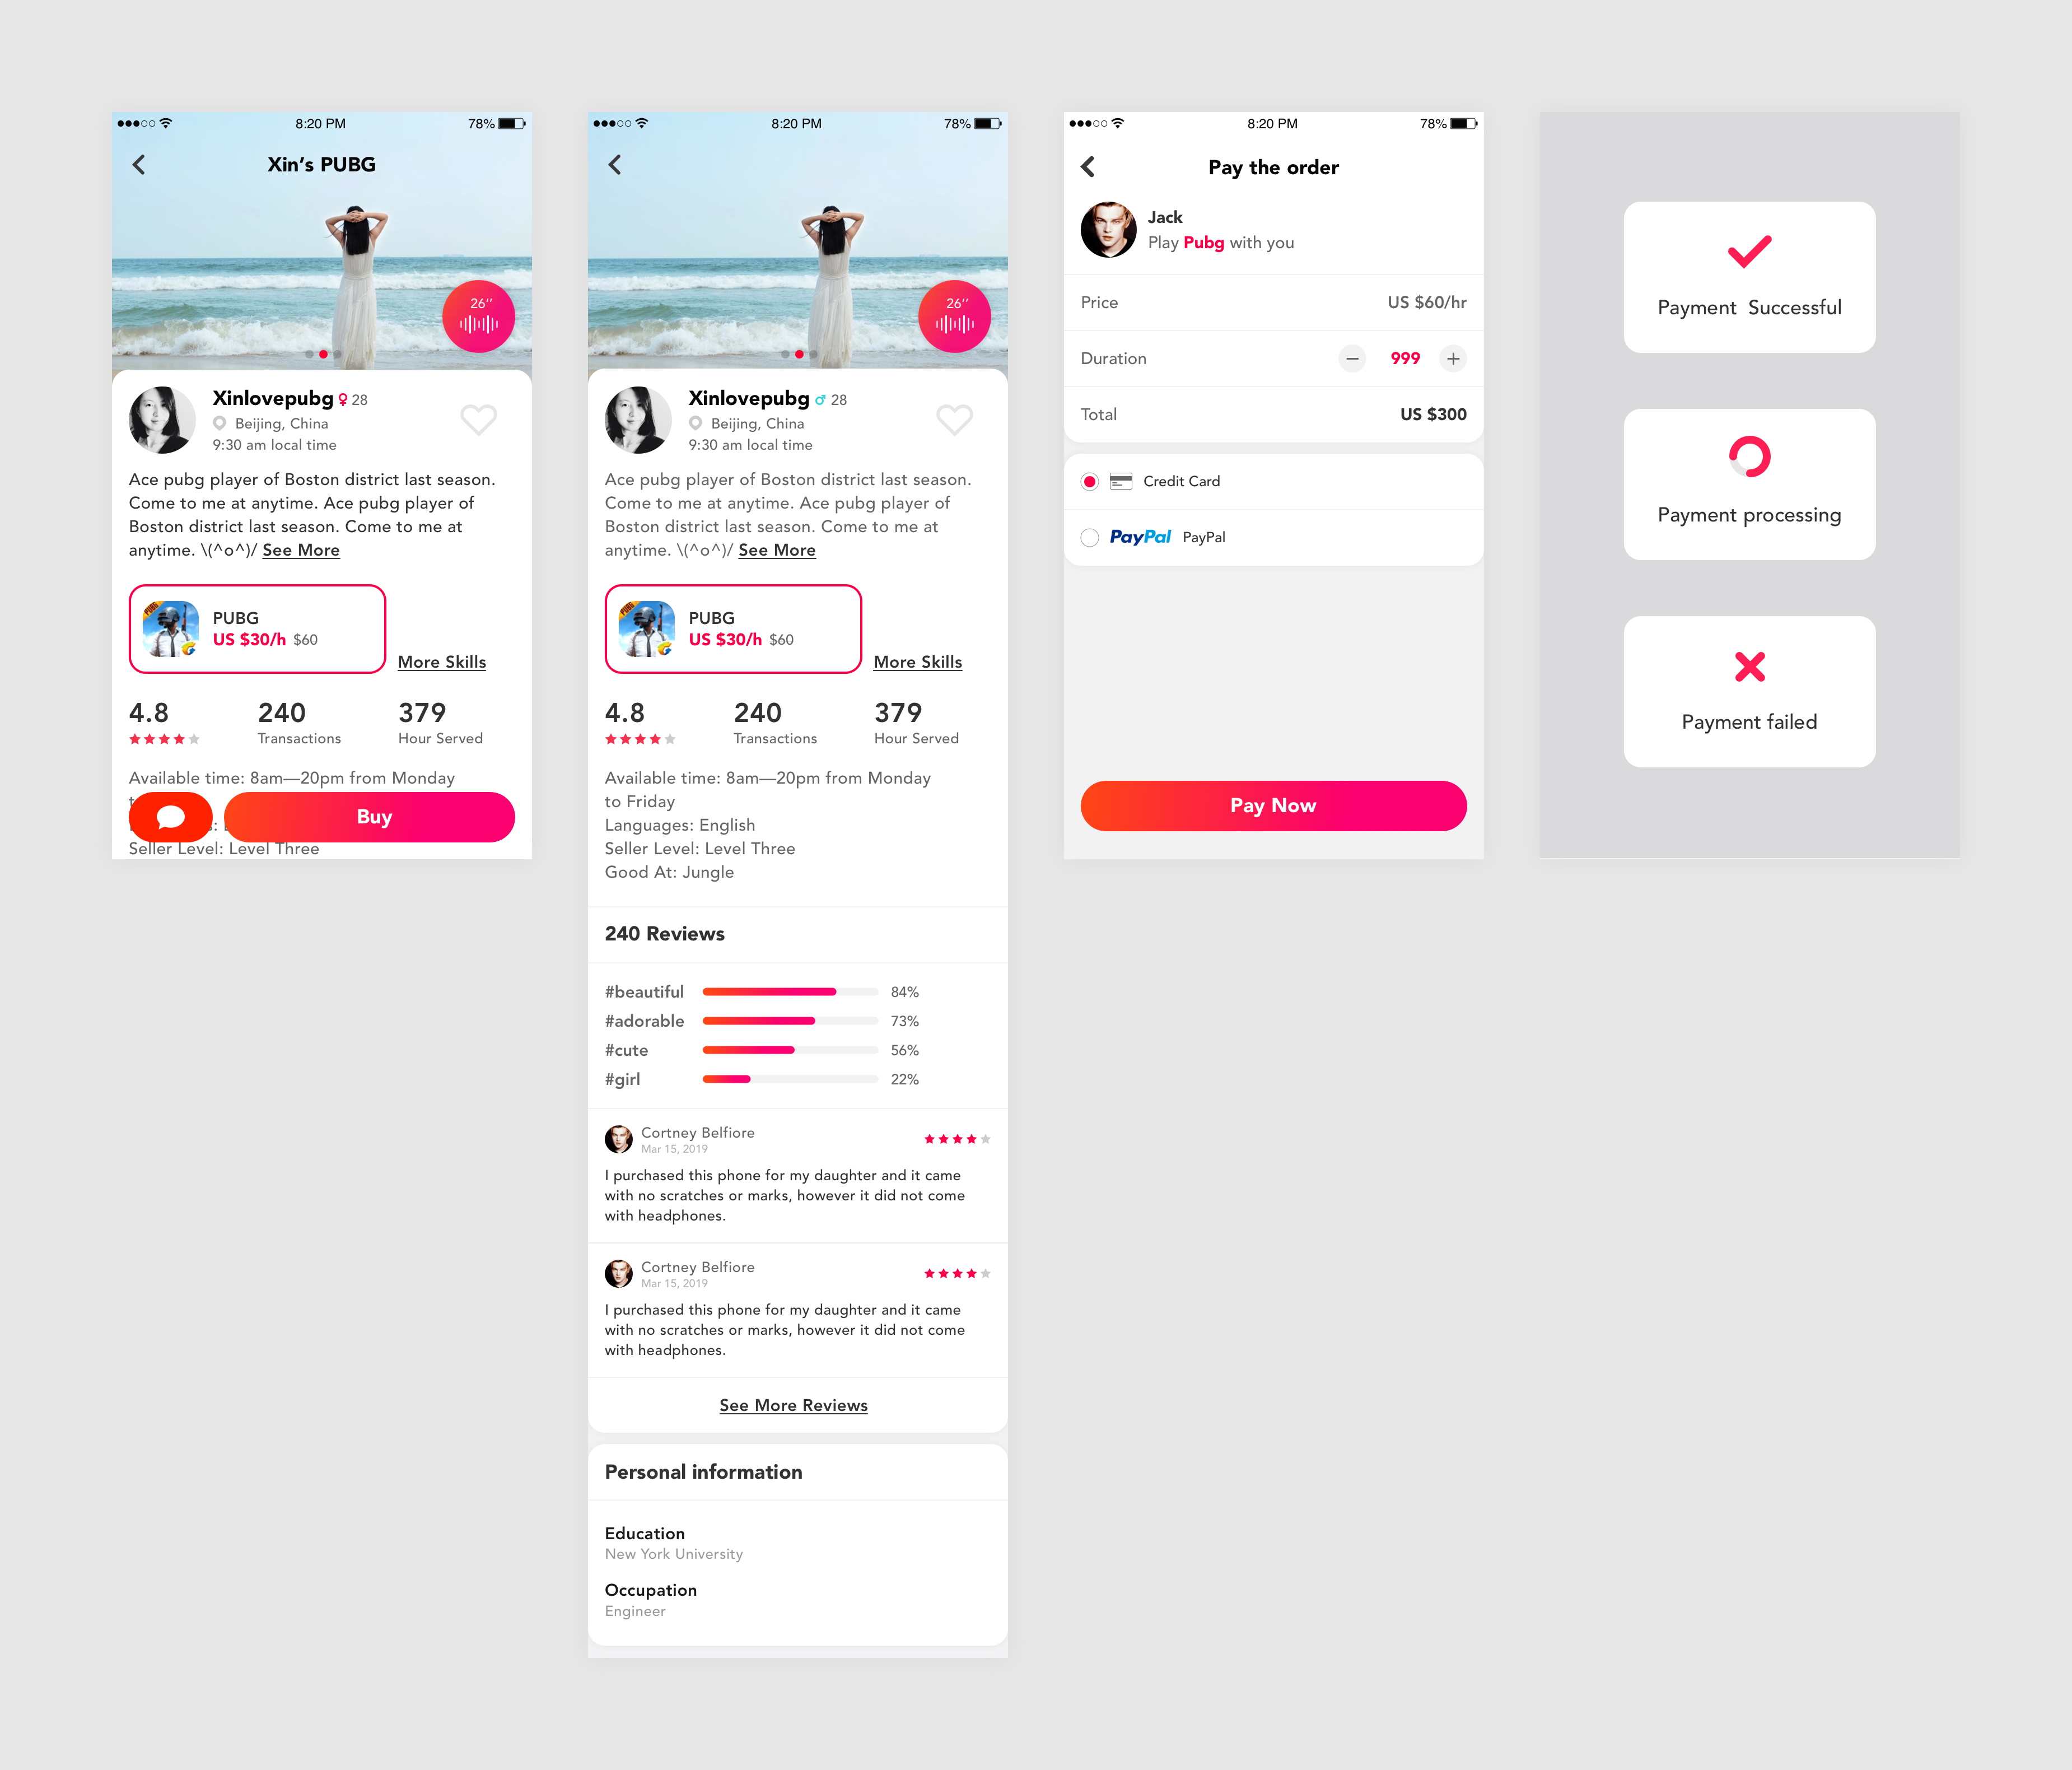 8:20 PM
78%
Xin's PUBG
26''
Xinlovepubg 28
Beijing, China
9:30 am local time
Ace pubg player of Boston district last season.
Come to me at anytime. Ace pubg player of
Boston district last season. Come to me at
anytime. \(^o^)/ See More
PUBG
US $30/h $60
More Skills
4.8
240
379
Transactions
Hour Served
Available time: 8am—20pm from Monday
Buy
Seller Level: Level Three
8:20 PM
78%
26''
Xinlovepubg 28
Beijing, China
9:30 am local time
Ace pubg player of Boston district last season.
Come to me at anytime. Ace pubg player of
Boston district last season. Come to me at
anytime. \(^o^)/ See More
PUBG
US $30/h $60
More Skills
4.8
240
379
Transactions
Hour Served
Available time: 8am—20pm from Monday
to Friday
Languages: English
Seller Level: Level Three
Good At: Jungle
240 Reviews
#beautiful 84%
#adorable 73%
#cute 56%
#girl 22%
Cortney Belfiore
Mar 15, 2019
I purchased this phone for my daughter and it came
with no scratches or marks, however it did not come
with headphones.
Cortney Belfiore
Mar 15, 2019
I purchased this phone for my daughter and it came
with no scratches or marks, however it did not come
with headphones.
See More Reviews
Personal information
Education
New York University
Occupation
Engineer
8:20 PM
78%
Pay the order
Jack
Play Pubg with you
Price US $60/hr
Duration 999
Total US $300
Credit Card
PayPal PayPal
Pay Now
Payment Successful
Payment processing
Payment failed